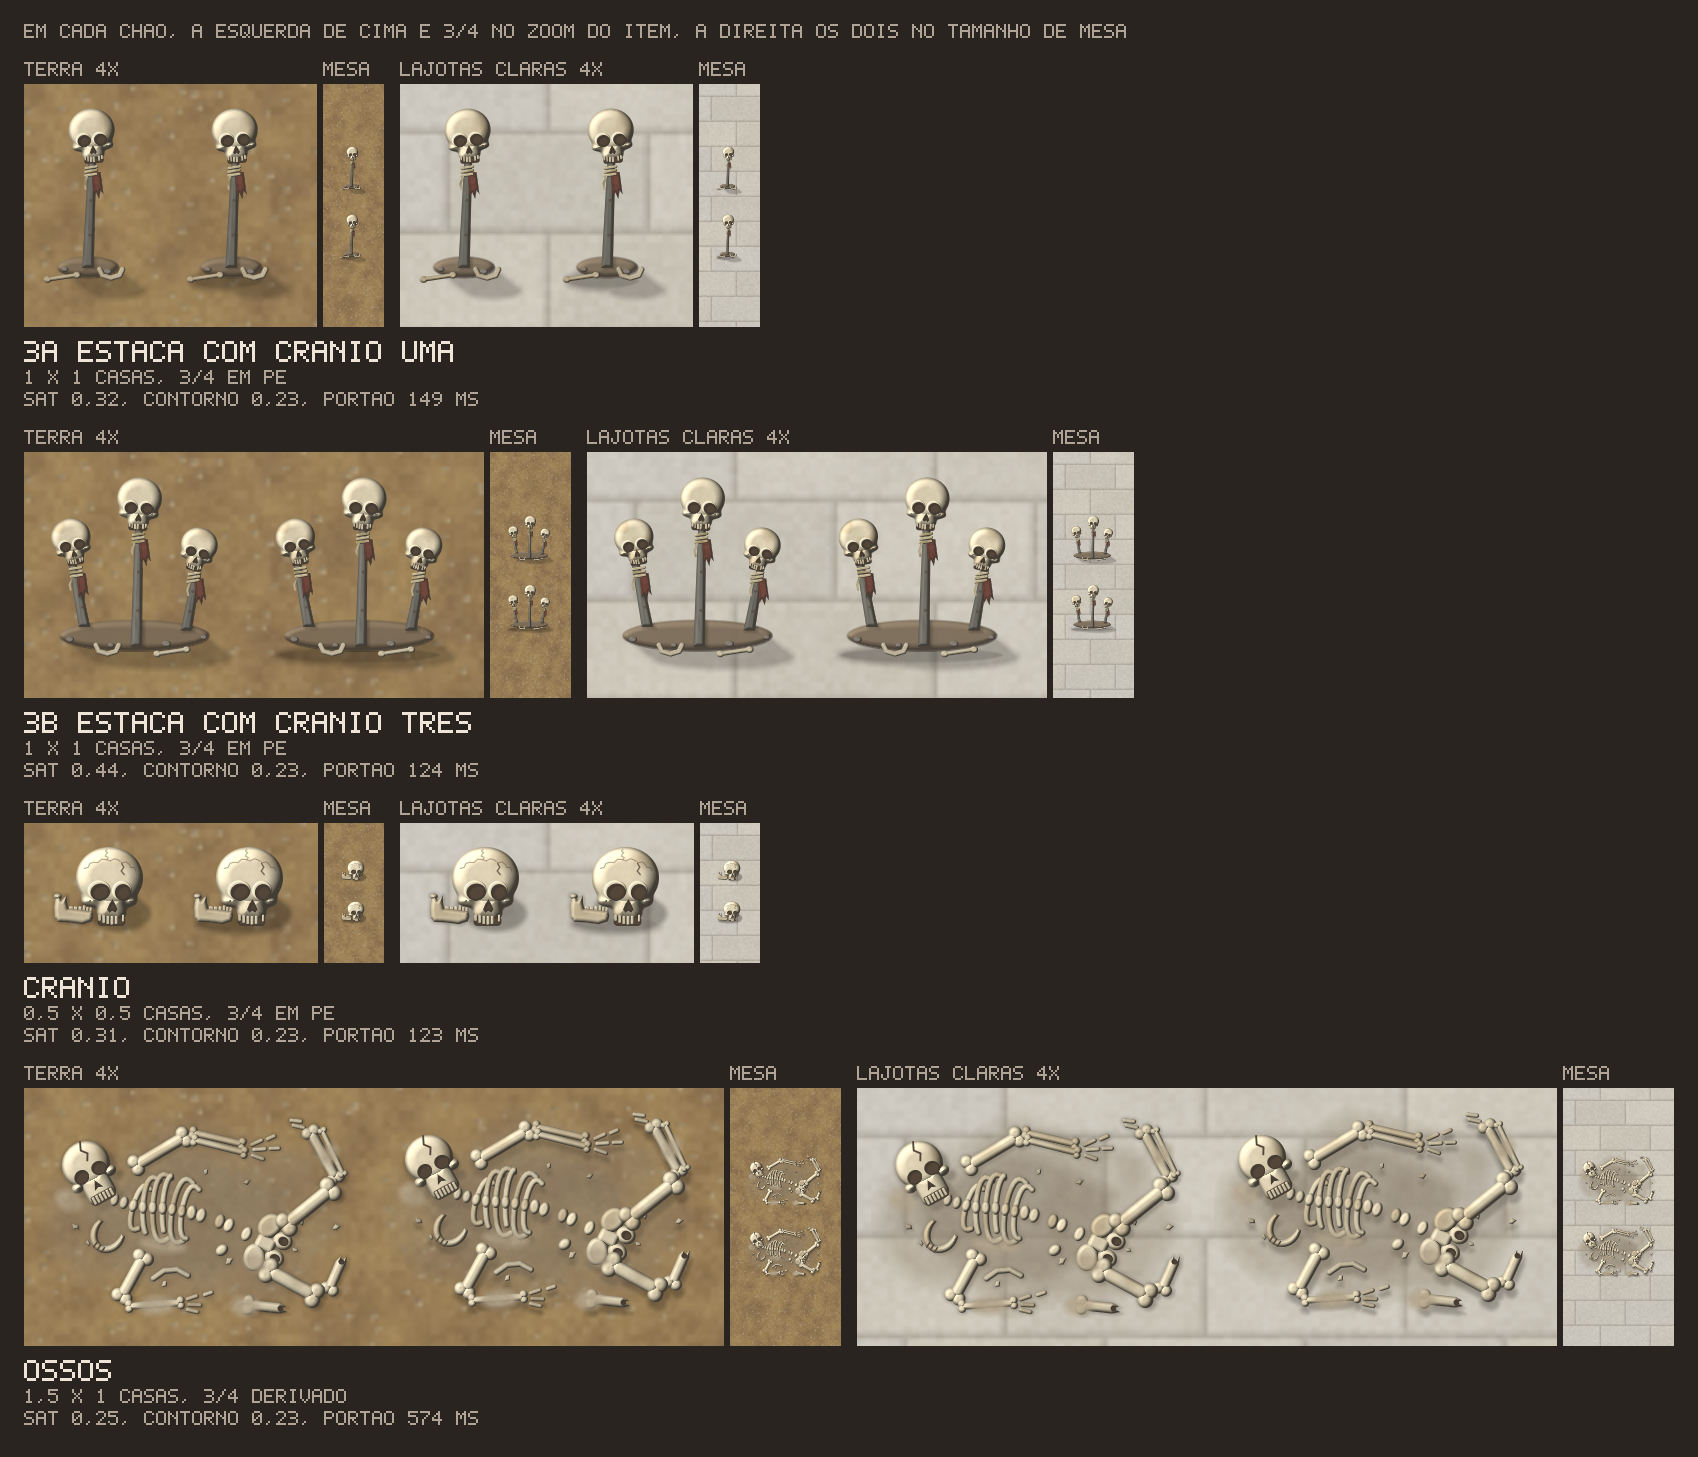 EM CADA CHAO, A ESQUERDA DE CIMA E 3/4 NO ZOOM DO ITEM, A DIREITA OS DOIS NO TAMANHO DE MESA
TERRA 4X MESA LAJOTAS CLARAS 4X MESA
3A ESTACA COM CRANIO UMA
1 X 1 CASAS, 3/4 EM PE
SAT 0,32, CONTORNO 0,23, PORTAO 149 MS
TERRA 4X MESA LAJOTAS CLARAS 4X MESA
3B ESTACA COM CRANIO TRES
1 X 1 CASAS, 3/4 EM PE
SAT 0,44, CONTORNO 0,23, PORTAO 124 MS
TERRA 4X MESA LAJOTAS CLARAS 4X MESA
CRANIO
0,5 X 0,5 CASAS, 3/4 EM PE
SAT 0,31, CONTORNO 0,23, PORTAO 123 MS
TERRA 4X MESA LAJOTAS CLARAS 4X MESA
OSSOS
1,5 X 1 CASAS, 3/4 DERIVADO
SAT 0,25, CONTORNO 0,23, PORTAO 574 MS